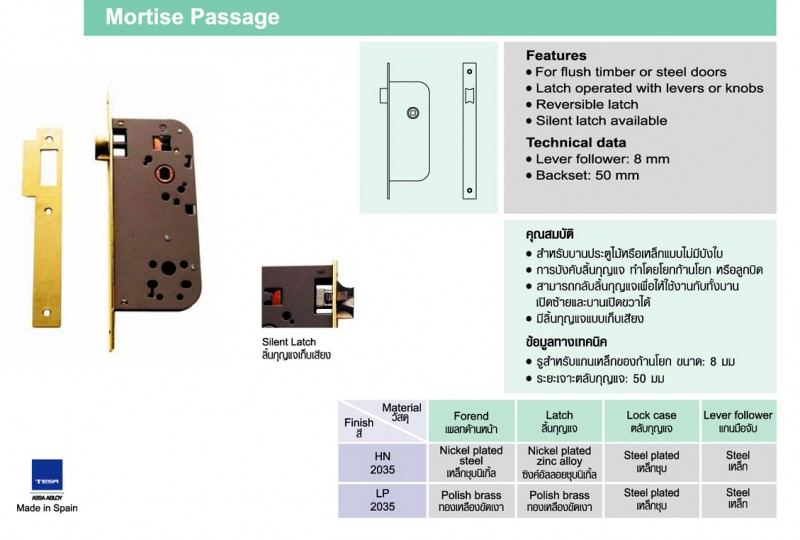 Mortise Passage
Features
• For flush timber or steel doors
• Latch operated with levers or knobs
• Reversible latch
• Silent latch available
Technical data
• Lever follower: 8 mm
• Backset: 50 mm
คุณสมบัติ
• สำหรับบานประตูไม้หรือเหล็กแบบไม่มีบังใบ
• การบังคับลิ้นกุญแจ ทำโดยโยกก้านโยก หรือลูกบิด
• สามารถกลับลิ้นกุญแจเพื่อให้ใช้งานกับทั้งบาน
เปิดซ้ายและบานเปิดขวาได้
• มีลิ้นกุญแจแบบเก็บเสียง
ข้อมูลทางเทคนิค
• รูสำหรับแกนเหล็กของก้านโยก ขนาด: 8 มม
• ระยะเจาะตลับกุญแจ: 50 มม
Silent Latch
ลิ้นกุญแจเก็บเสียง
Material
วัสดุ
Finish
สี
Forend
เพลทด้านหน้า
Latch
ลิ้นกุญแจ
Lock case
ตลับกุญแจ
Lever follower
แกนมือจับ
HN
2035
Nickel plated
steel
เหล็กชุบนิเกิ้ล
Nickel plated
zinc alloy
ซิงค์อัลลอยชุบนิเกิ้ล
Steel plated
เหล็กชุบ
Steel
เหล็ก
LP
2035
Polish brass
ทองเหลืองขัดเงา
Polish brass
ทองเหลืองขัดเงา
Steel plated
เหล็กชุบ
Steel
เหล็ก
TESA
ASSA ABLOY
Made in Spain